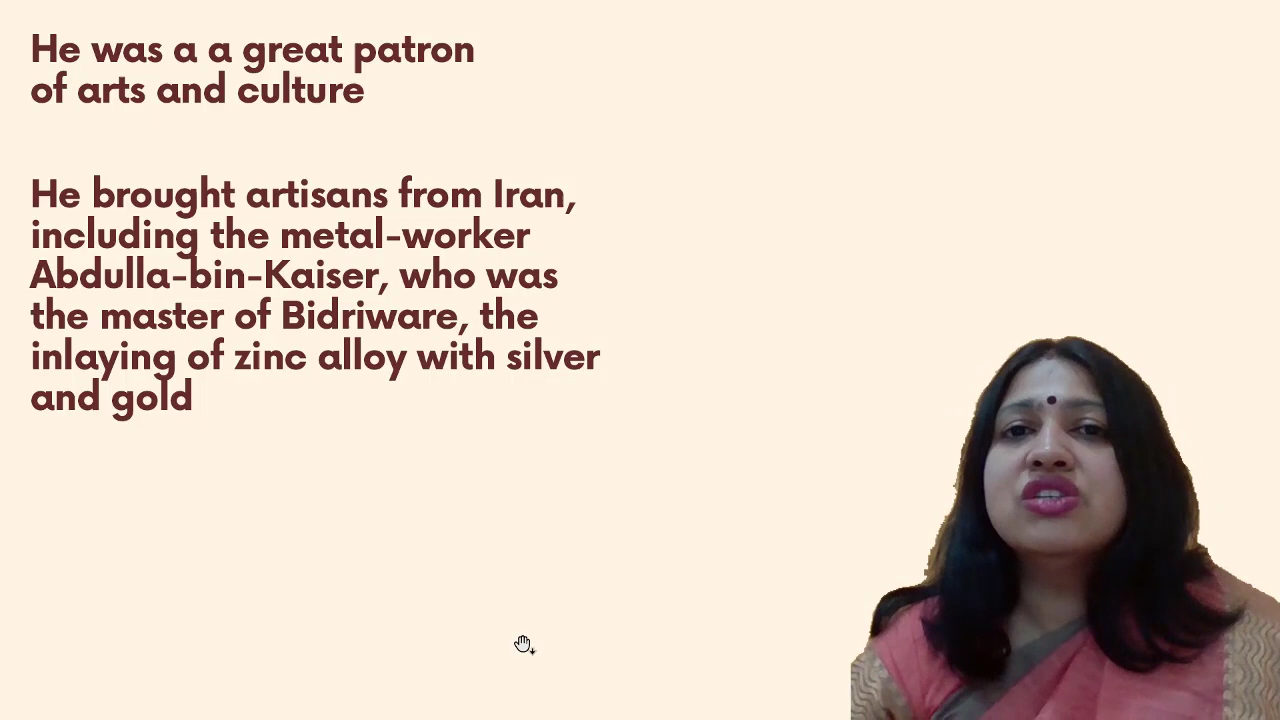 He was a a great patron
of arts and culture
He brought artisans from Iran,
including the metal-worker
Abdulla-bin-Kaiser, who was
the master of Bidriware, the
inlaying of zinc alloy with silver
and gold